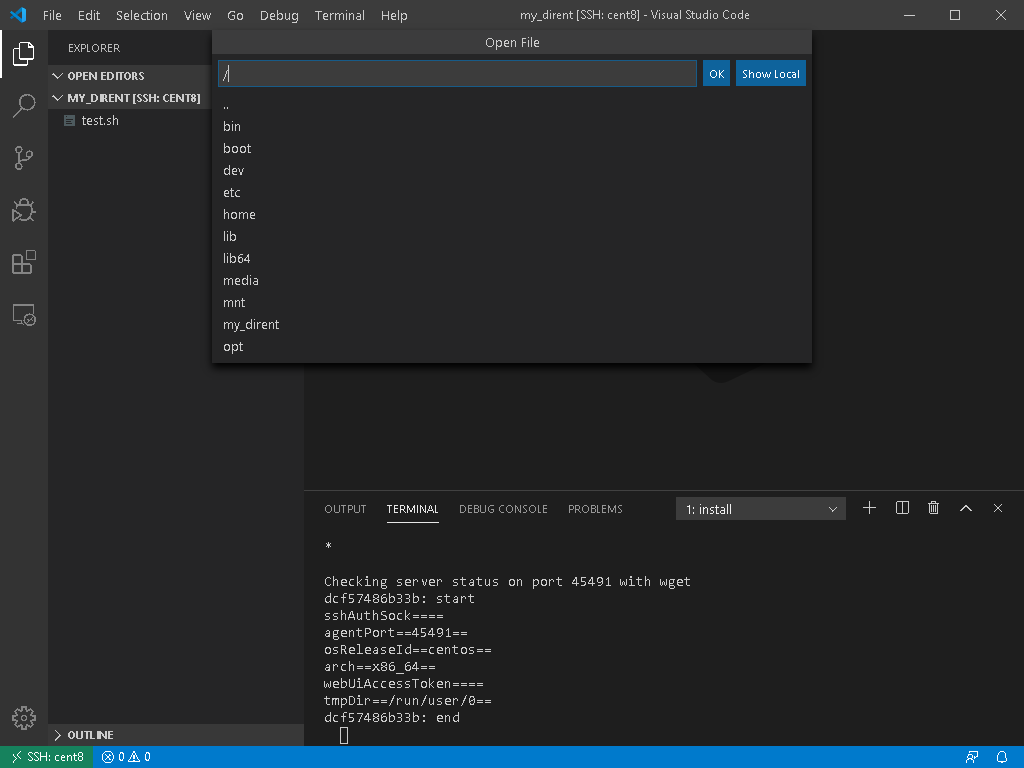 File Edit Selection View Go Debug Terminal Help my_dirent [SSH: cent8] - Visual Studio Code
EXPLORER
OPEN EDITORS
MY_DIRENT [SSH: CENT8]
test.sh
Open File
/
OK
Show Local
..
bin
boot
dev
etc
home
lib
lib64
media
mnt
my_dirent
opt
OUTPUT TERMINAL DEBUG CONSOLE PROBLEMS 1: install
*
Checking server status on port 45491 with wget
dcf57486b33b: start
sshAuthSock====
agentPort==45491==
osReleaseId==centos==
arch==x86_64==
webUiAccessToken====
tmpDir==/run/user/0==
dcf57486b33b: end
OUTLINE
SSH: cent8 0 0